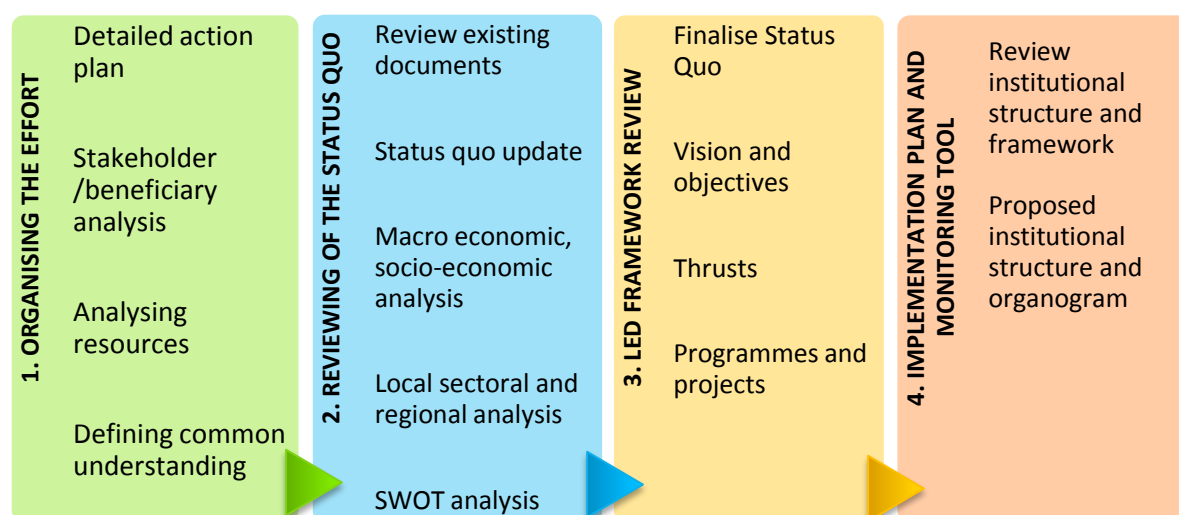 1. ORGANISING THE EFFORT
Detailed action
plan
Stakeholder
/beneficiary
analysis
Analysing
resources
Defining common
understanding
2. REVIEWING OF THE STATUS QUO
Review existing
documents
Status quo update
Macro economic,
socio-economic
analysis
Local sectoral and
regional analysis
SWOT analysis
3. LED FRAMEWORK REVIEW
Finalise Status
Quo
Vision and
objectives
Thrusts
Programmes and
projects
4. IMPLEMENTATION PLAN AND
MONITORING TOOL
Review
institutional
structure and
framework
Proposed
institutional
structure and
organogram